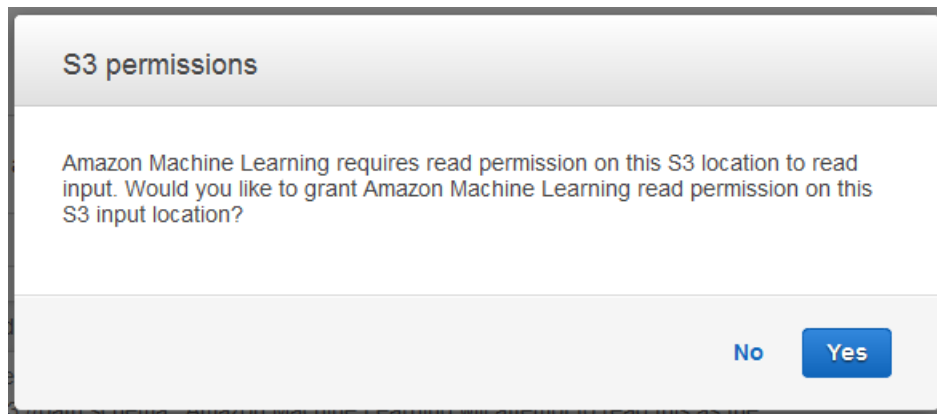 S3 permissions
Amazon Machine Learning requires read permission on this S3 location to read
input. Would you like to grant Amazon Machine Learning read permission on this
S3 input location?
No
Yes